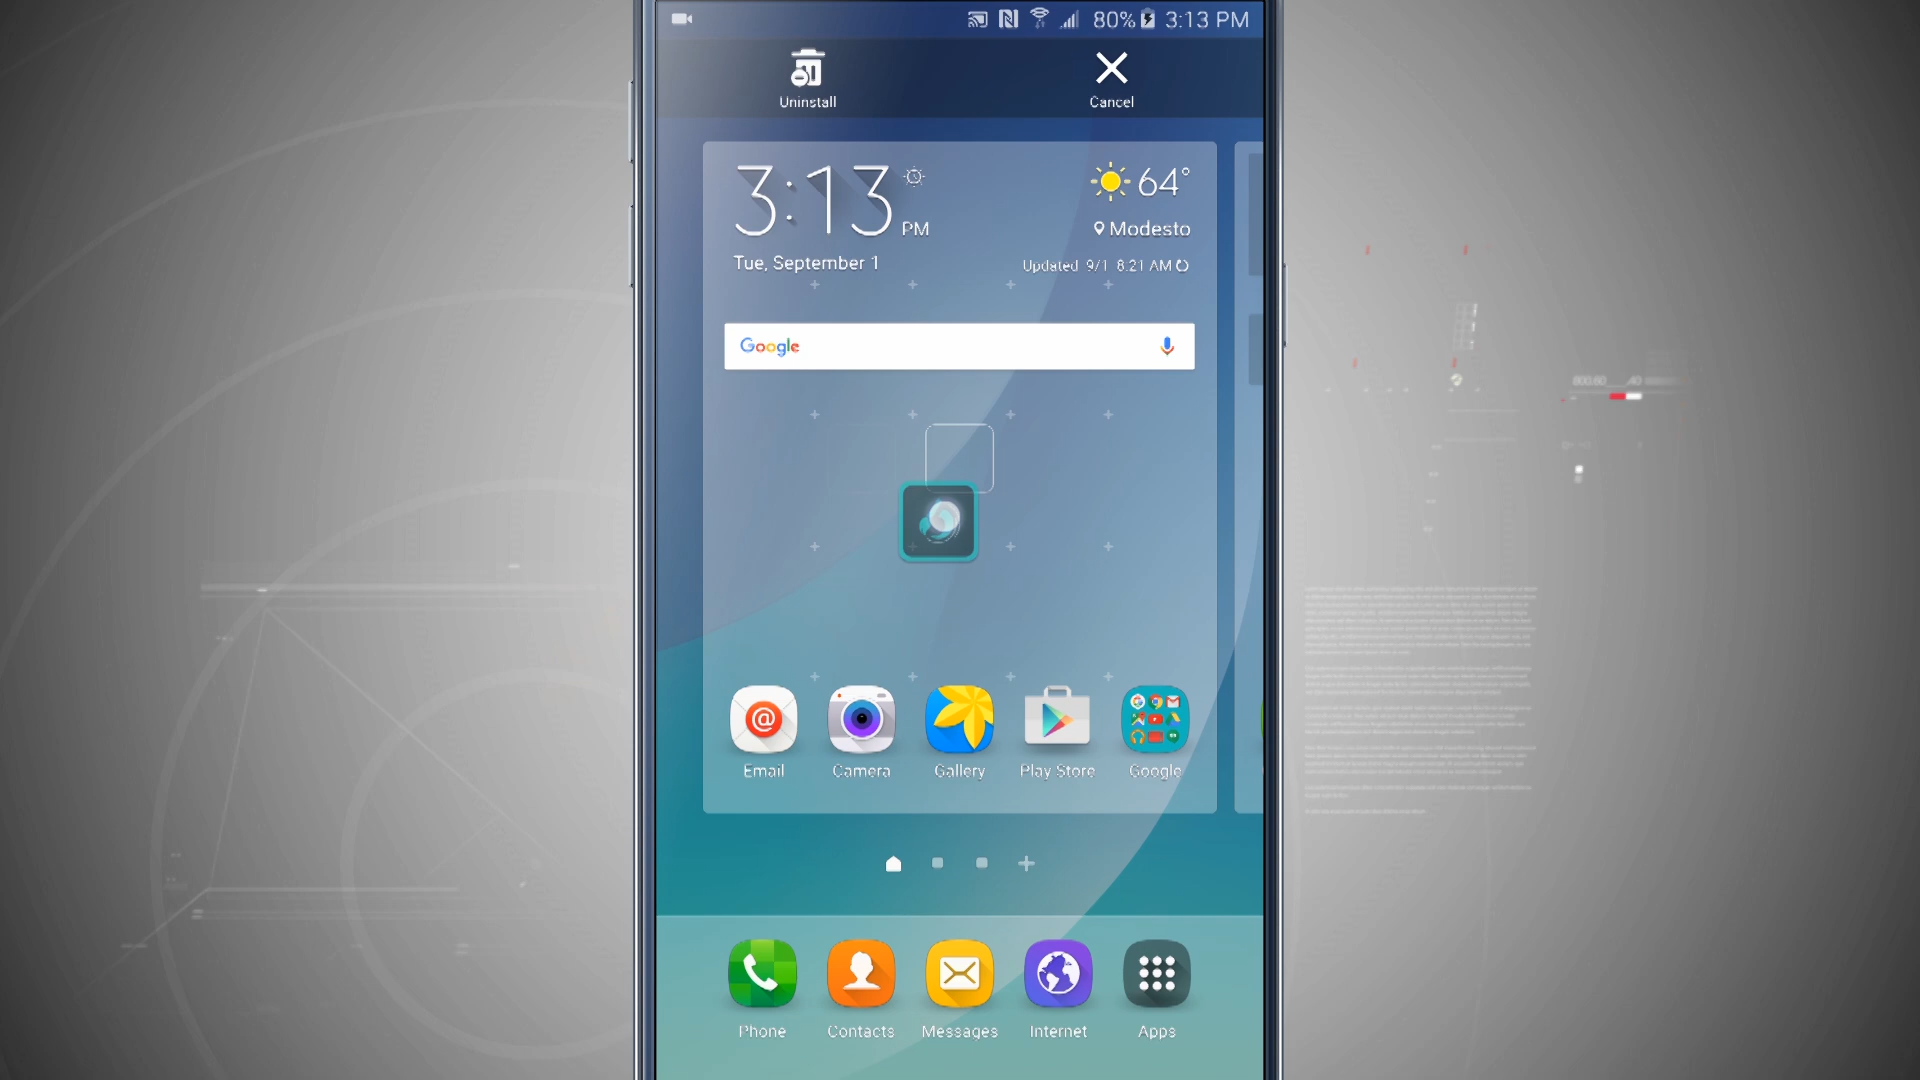 80% 3:13 PM
Uninstall
Cancel
3:13 PM
64°
Modesto
Tue, September 1
Updated 9/1 8:21 AM
Google
Email
Camera
Gallery
Play Store
Google
Phone
Contacts
Messages
Internet
Apps